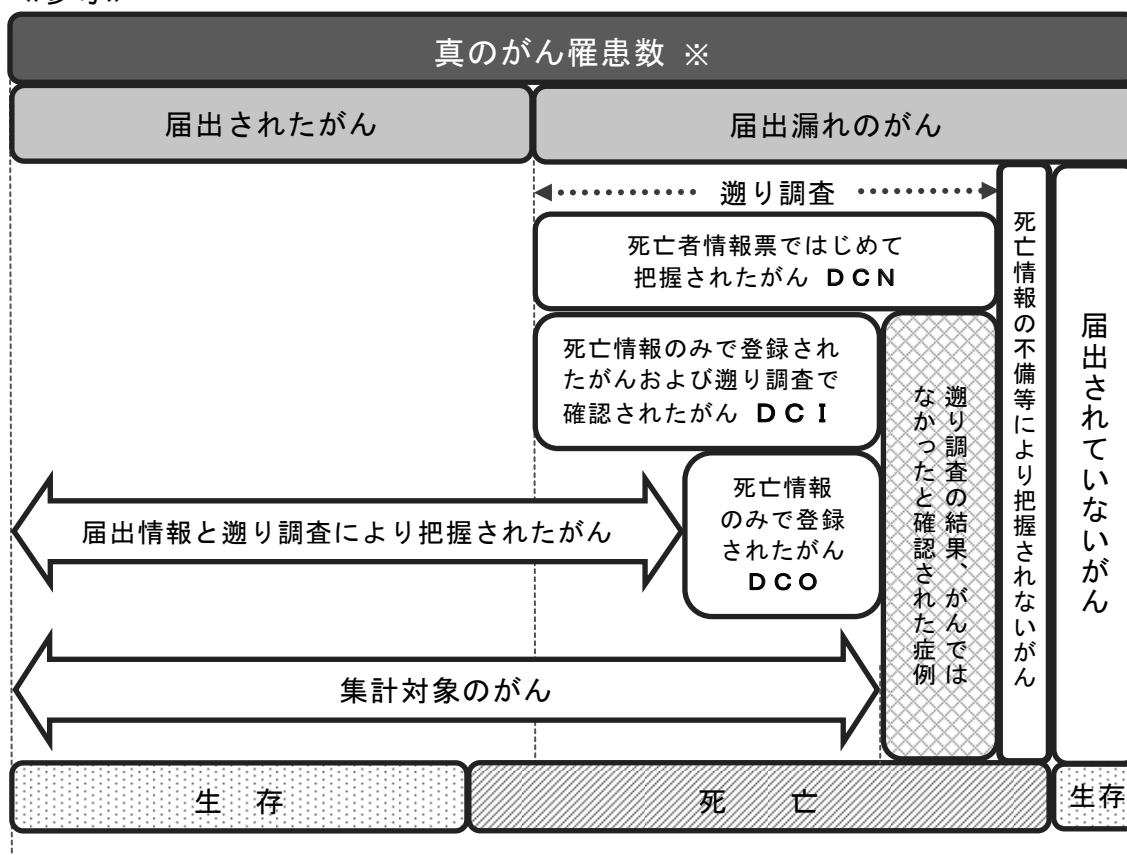 真のがん罹患数 ※
届出されたがん
届出漏れのがん
遡り調査
死亡者情報票ではじめて
把握されたがん DCN
死亡情報のみで登録され
たがんおよび遡り調査で
確認されたがん DCI
死亡情報
のみで登録
されたがん
DCO
遡り調査の結果、がんでは
なかったと確認された症例
死亡情報の不備等により把握されないがん
届出されていないがん
届出情報と遡り調査により把握されたがん
集計対象のがん
生 存
死 亡
生存